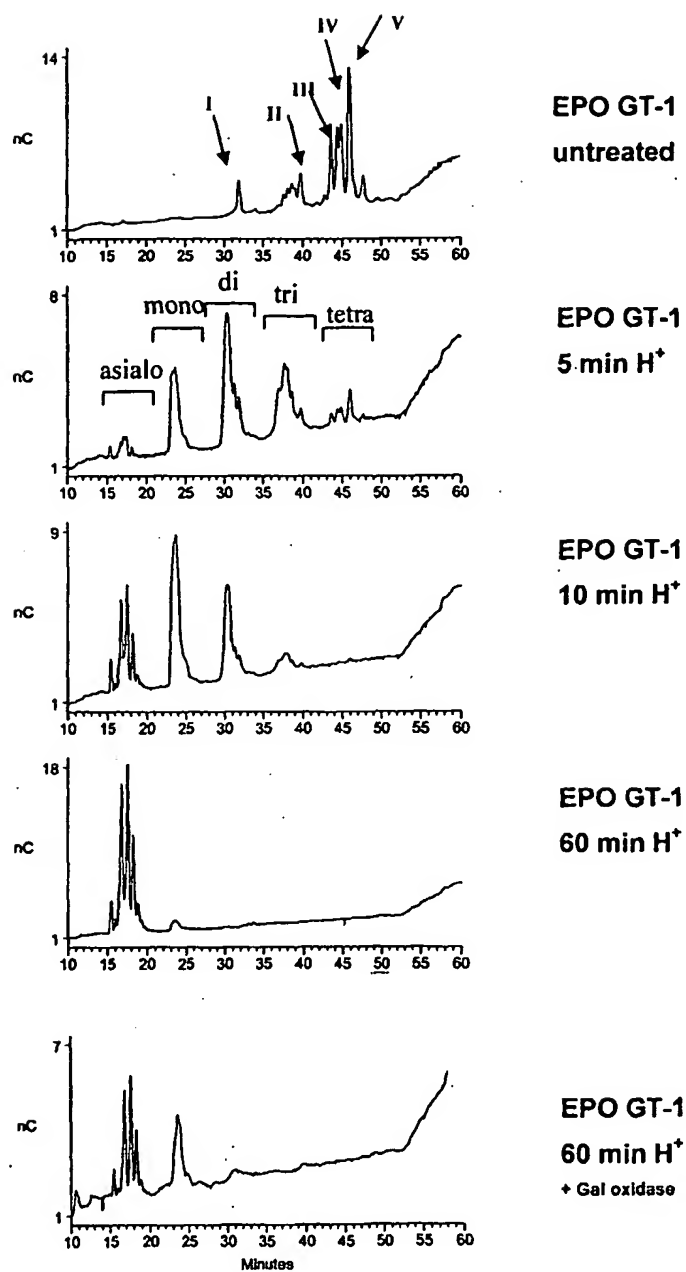 IV
V
III
I
II
14
nC
1
10 15 20 25 30 35 40 45 50 55 60
EPO GT-1
untreated
di
mono
tri
tetra
asialo
8
nC
1
10 15 20 25 30 35 40 45 50 55 60
EPO GT-1
5 min H⁺
9
nC
1
10 15 20 25 30 35 40 45 50 55 60
EPO GT-1
10 min H⁺
18
nC
1
10 15 20 25 30 35 40 45 50 55 60
EPO GT-1
60 min H⁺
7
nC
1
10 15 20 25 30 35 40 45 50 55 60
Minutes
EPO GT-1
60 min H⁺
+ Gal oxidase